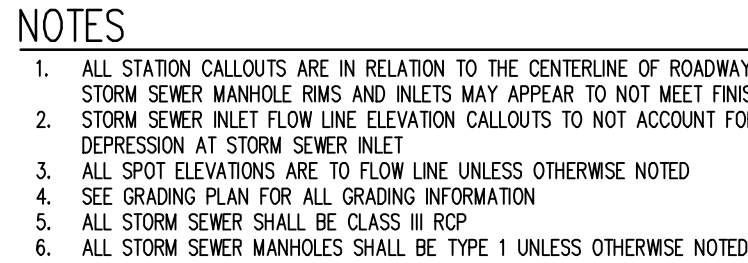 NOTES
1. ALL STATION CALLOUTS ARE IN RELATION TO THE CENTERLINE OF ROADWAY
STORM SEWER MANHOLE RIMS AND INLETS MAY APPEAR TO NOT MEET
2. STORM SEWER INLET FLOW LINE ELEVATION CALLOUTS TO NOT ACCOUNT
DEPRESSION AT STORM SEWER INLET
3. ALL SPOT ELEVATIONS ARE TO FLOW LINE UNLESS OTHERWISE NOTED
4. SEE GRADING PLAN FOR ALL GRADING INFORMATION
5. ALL STORM SEWER SHALL BE CLASS III RCP
6. ALL STORM SEWER MANHOLES SHALL BE TYPE 1 UNLESS OTHERWISE NOTED